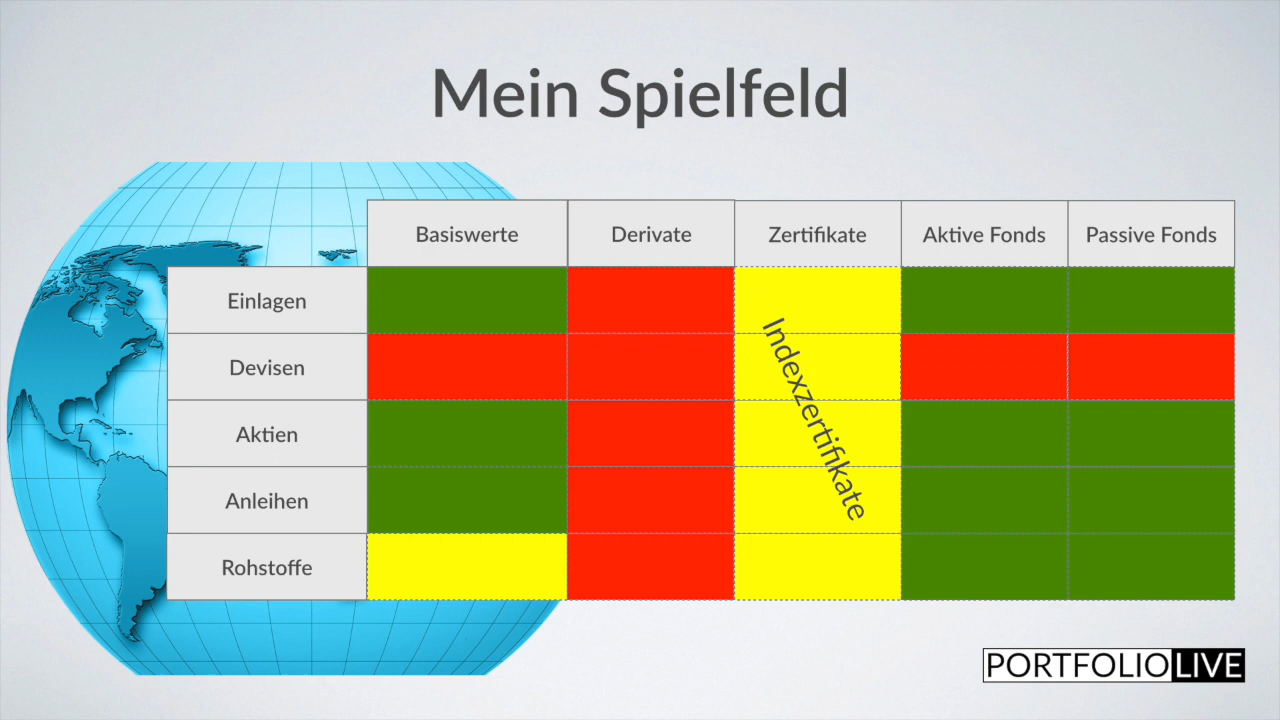 Mein Spielfeld
Basiswerte Derivate Zertifikate Aktive Fonds Passive Fonds
Einlagen
Devisen
Aktien
Anleihen
Rohstoffe
Indexzertifikate
PORTFOLIO LIVE